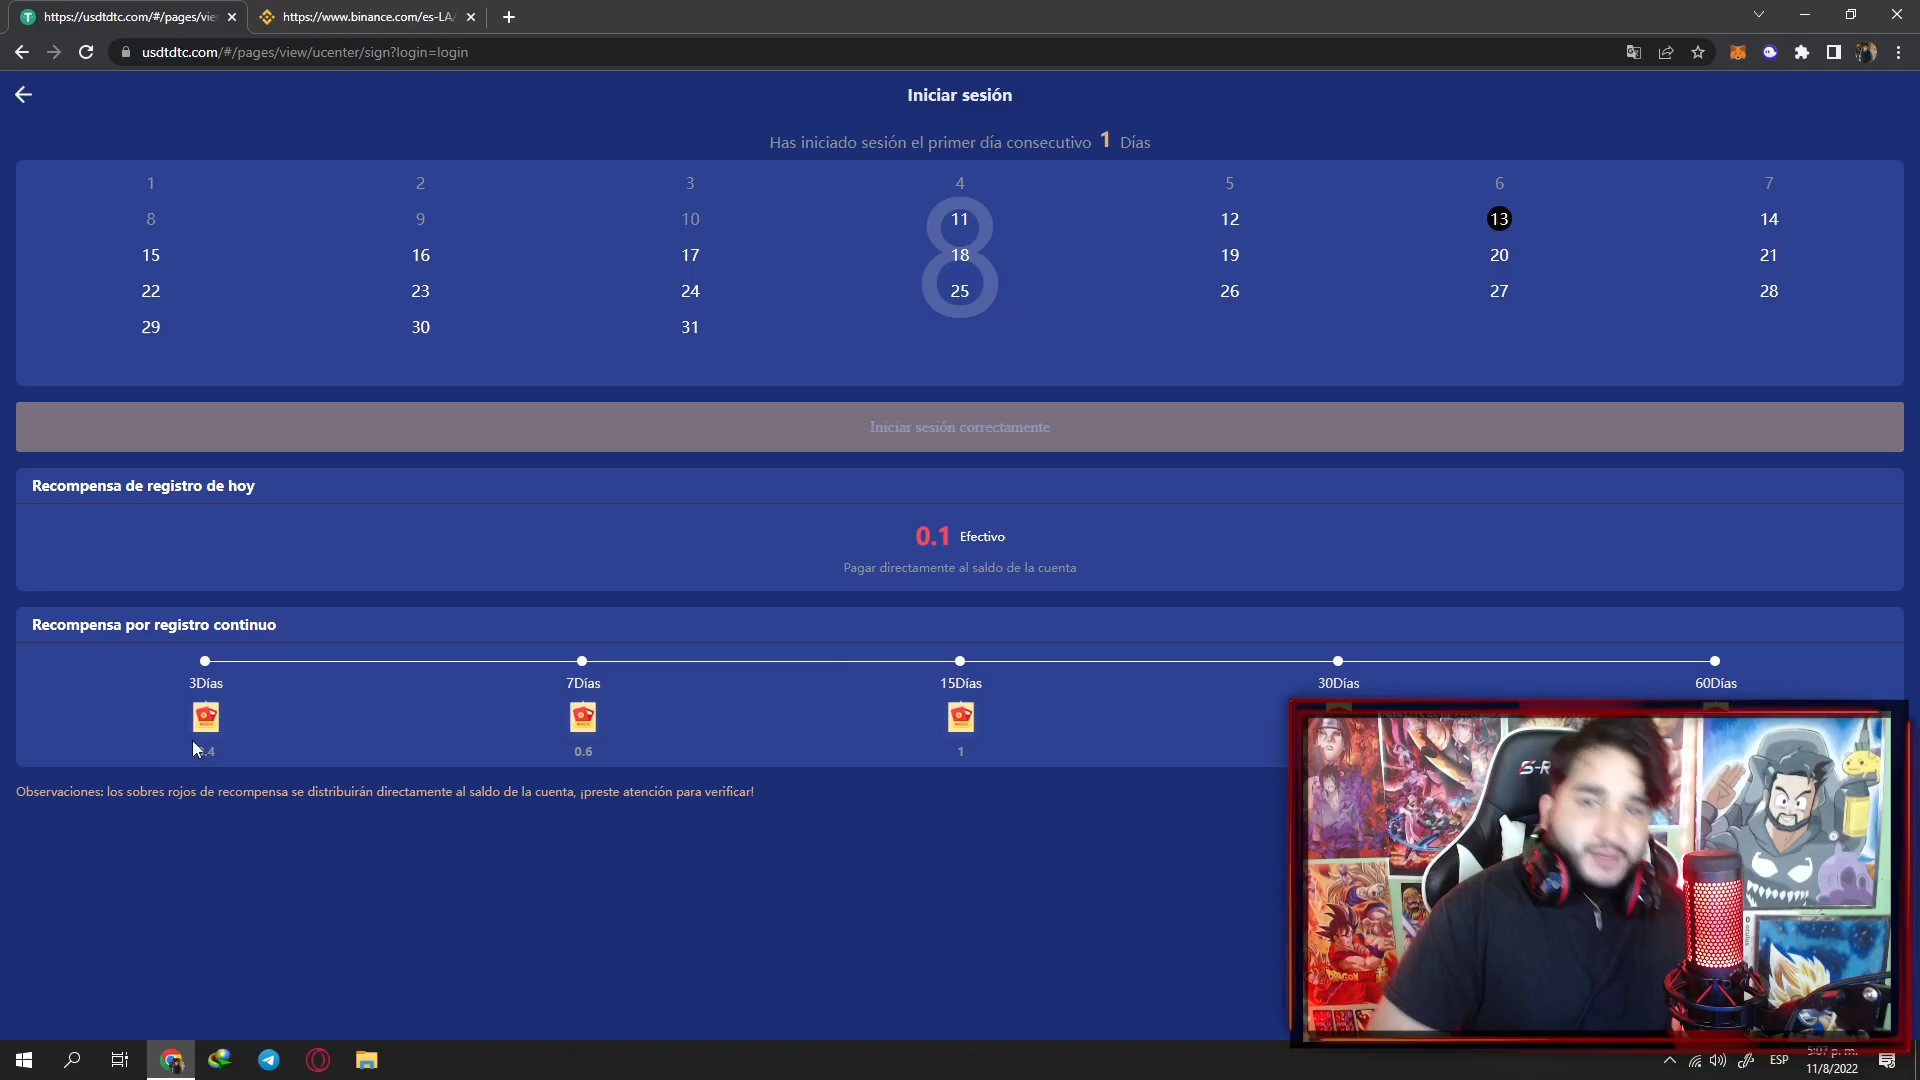 https://usdtdtc.com/#/pages/vie
https://www.binance.com/es-LA/
usdtdtc.com/#/pages/view/ucenter/sign?login=login
Iniciar sesión
Has iniciado sesión el primer día consecutivo 1 Días
1 2 3 4 5 6 7
8 9 10 11 12 13 14
15 16 17 18 19 20 21
22 23 24 25 26 27 28
29 30 31
8
Iniciar sesión correctamente
Recompensa de registro de hoy
0.1 Efectivo
Pagar directamente al saldo de la cuenta
Recompensa por registro continuo
3Días 7Días 15Días 30Días 60Días
.4 0.6 1
Observaciones: los sobres rojos de recompensa se distribuirán directamente al saldo de la cuenta, ¡preste atención para verificar!
S-R
ESP
5:07 p. m.
11/8/2022